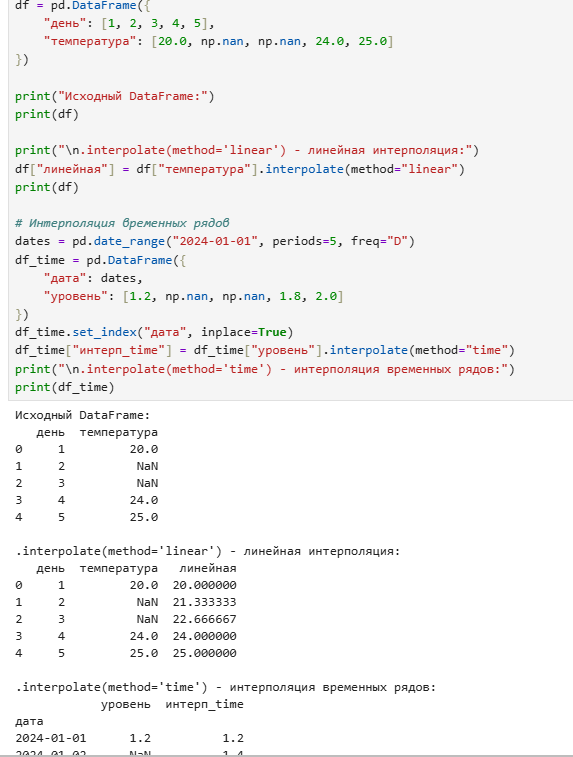 df = pd.DataFrame({
    "день": [1, 2, 3, 4, 5],
    "температура": [20.0, np.nan, np.nan, 24.0, 25.0]
})

print("Исходный DataFrame:")
print(df)

print("\n.interpolate(method='linear') - линейная интерполяция:")
df["линейная"] = df["температура"].interpolate(method="linear")
print(df)

# Интерполяция временных рядов
dates = pd.date_range("2024-01-01", periods=5, freq="D")
df_time = pd.DataFrame({
    "дата": dates,
    "уровень": [1.2, np.nan, np.nan, 1.8, 2.0]
})
df_time.set_index("дата", inplace=True)
df_time["интерп_time"] = df_time["уровень"].interpolate(method="time")
print("\n.interpolate(method='time') - интерполяция временных рядов:")
print(df_time)

Исходный DataFrame:
   день  температура
0     1         20.0
1     2          NaN
2     3          NaN
3     4         24.0
4     5         25.0

.interpolate(method='linear') - линейная интерполяция:
   день  температура   линейная
0     1         20.0  20.000000
1     2          NaN  21.333333
2     3          NaN  22.666667
3     4         24.0  24.000000
4     5         25.0  25.000000

.interpolate(method='time') - интерполяция временных рядов:
            уровень  интерп_time
дата
2024-01-01      1.2          1.2
2024-01-02      NaN          1.4